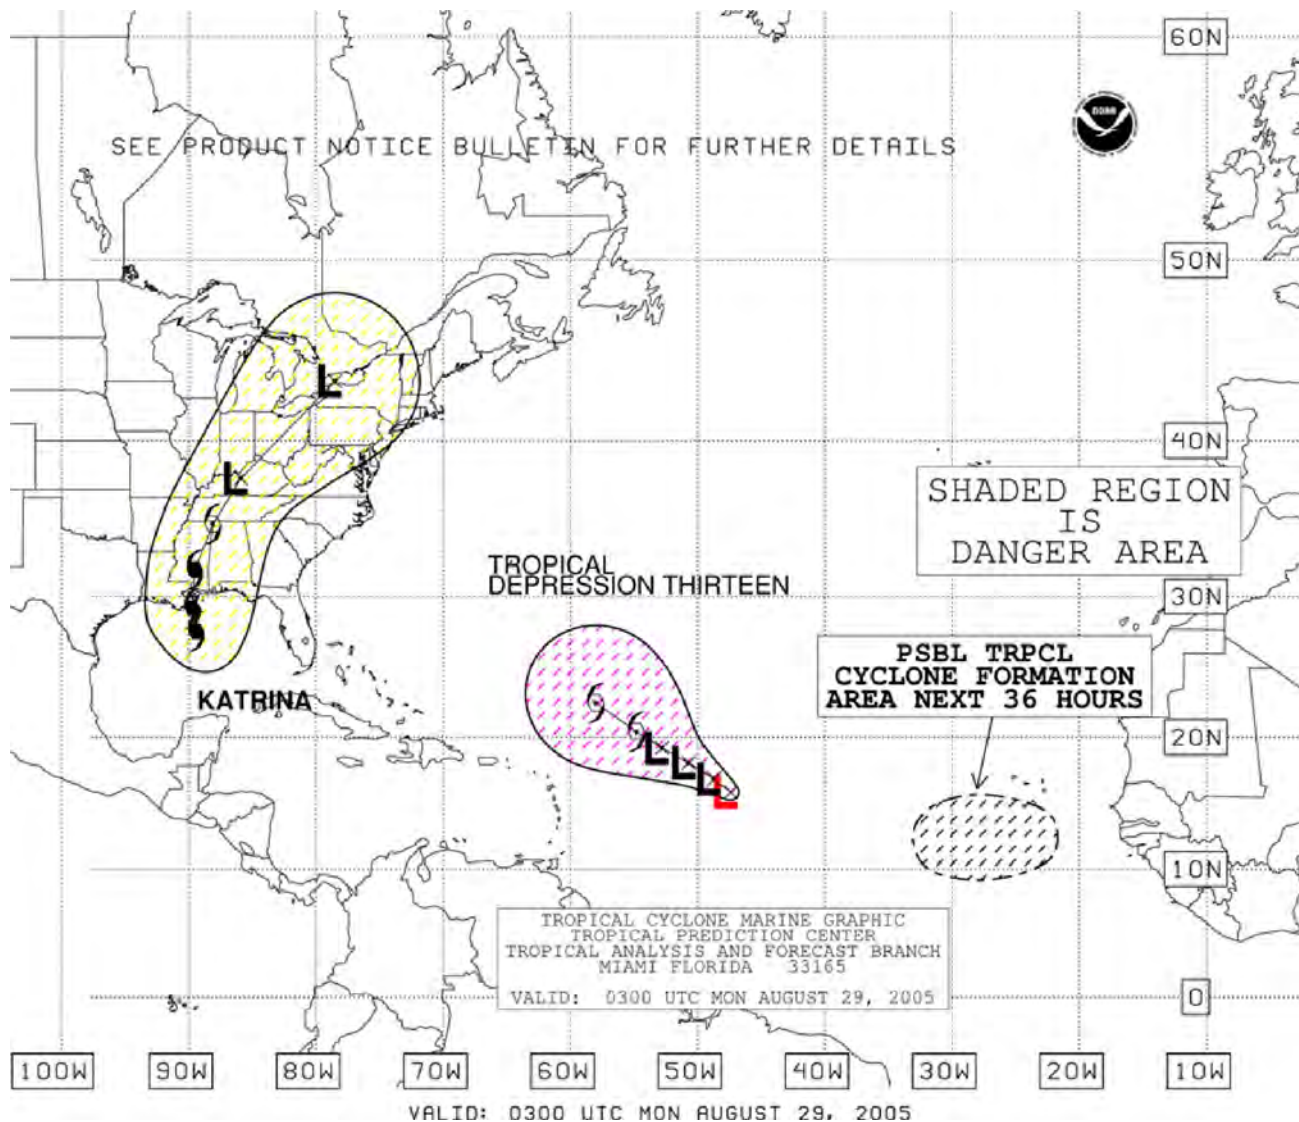 60N
NOAA
SEE PRODUCT NOTICE BULLETIN FOR FURTHER DETAILS
50N
40N
SHADED REGION
IS
DANGER AREA
TROPICAL
DEPRESSION THIRTEEN
30N
PSBL TRPCL
CYCLONE FORMATION
AREA NEXT 36 HOURS
KATRINA
L
L
L
L
L
L
20N
10N
TROPICAL CYCLONE MARINE GRAPHIC
TROPICAL PREDICTION CENTER
TROPICAL ANALYSIS AND FORECAST BRANCH
MIAMI FLORIDA 33165
VALID: 0300 UTC MON AUGUST 29, 2005
0
100W 90W 80W 70W 60W 50W 40W 30W 20W 10W
VALID: 0300 UTC MON AUGUST 29, 2005